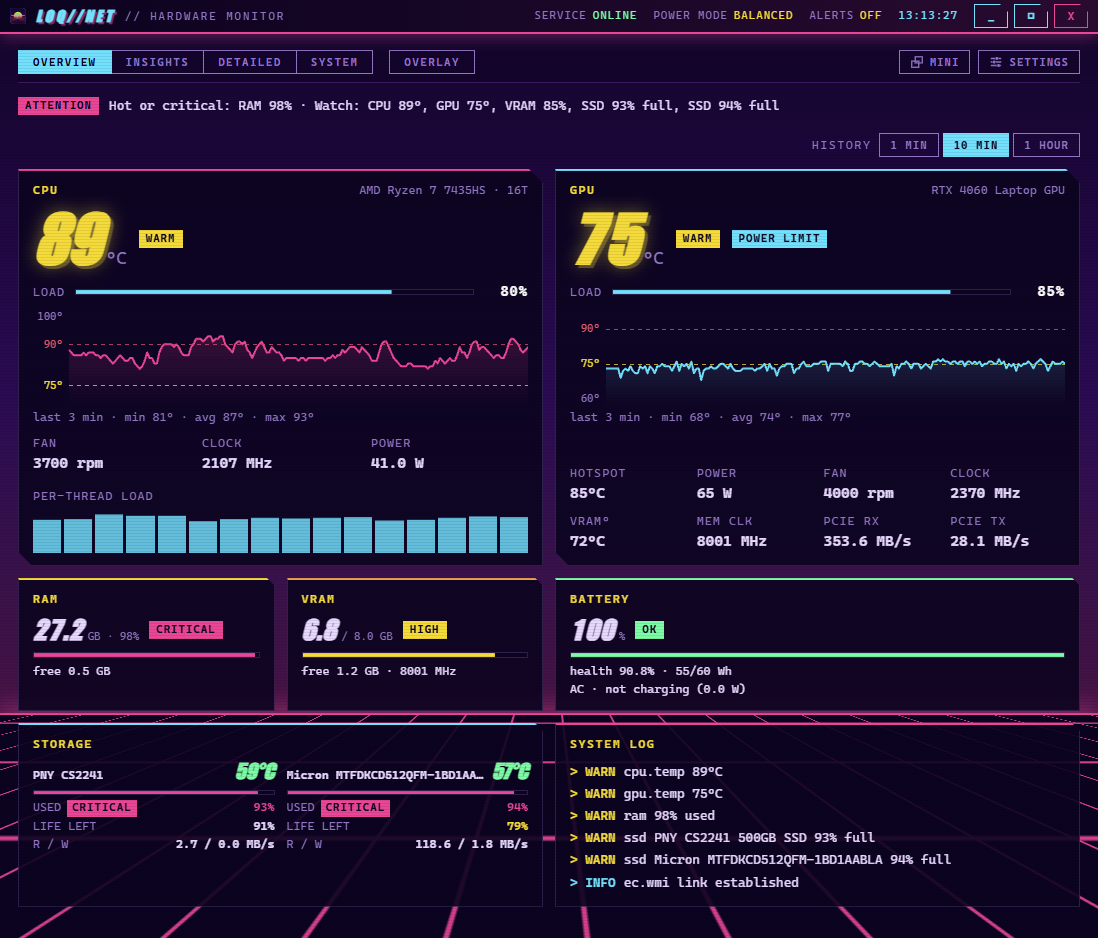 LOQ//NET // HARDWARE MONITOR SERVICE ONLINE POWER MODE BALANCED ALERTS OFF 13:13:27 _ X
OVERVIEW INSIGHTS DETAILED SYSTEM OVERLAY MINI SETTINGS
ATTENTION Hot or critical: RAM 98% · Watch: CPU 89°, GPU 75°, VRAM 85%, SSD 93% full, SSD 94% full
HISTORY 1 MIN 10 MIN 1 HOUR
CPU AMD Ryzen 7 7435HS · 16T
89°C WARM
LOAD 80%
100°
90°
75°
last 3 min · min 81° · avg 87° · max 93°
FAN CLOCK POWER
3700 rpm 2107 MHz 41.0 W
PER-THREAD LOAD
GPU RTX 4060 Laptop GPU
75°C WARM POWER LIMIT
LOAD 85%
90°
75°
60°
last 3 min · min 68° · avg 74° · max 77°
HOTSPOT POWER FAN CLOCK
85°C 65 W 4000 rpm 2370 MHz
VRAM° MEM CLK PCIE RX PCIE TX
72°C 8001 MHz 353.6 MB/s 28.1 MB/s
RAM
27.2 GB · 98% CRITICAL
free 0.5 GB
VRAM
6.8 / 8.0 GB HIGH
free 1.2 GB · 8001 MHz
BATTERY
100% OK
health 90.8% · 55/60 Wh
AC · not charging (0.0 W)
STORAGE
PNY CS2241 59°C
USED CRITICAL 93%
LIFE LEFT 91%
R / W 2.7 / 0.0 MB/s
Micron MTFDKCD512QFM-1BD1AA… 57°C
USED CRITICAL 94%
LIFE LEFT 79%
R / W 118.6 / 1.8 MB/s
SYSTEM LOG
> WARN cpu.temp 89°C
> WARN gpu.temp 75°C
> WARN ram 98% used
> WARN ssd PNY CS2241 500GB SSD 93% full
> WARN ssd Micron MTFDKCD512QFM-1BD1AABLA 94% full
> INFO ec.wmi link established